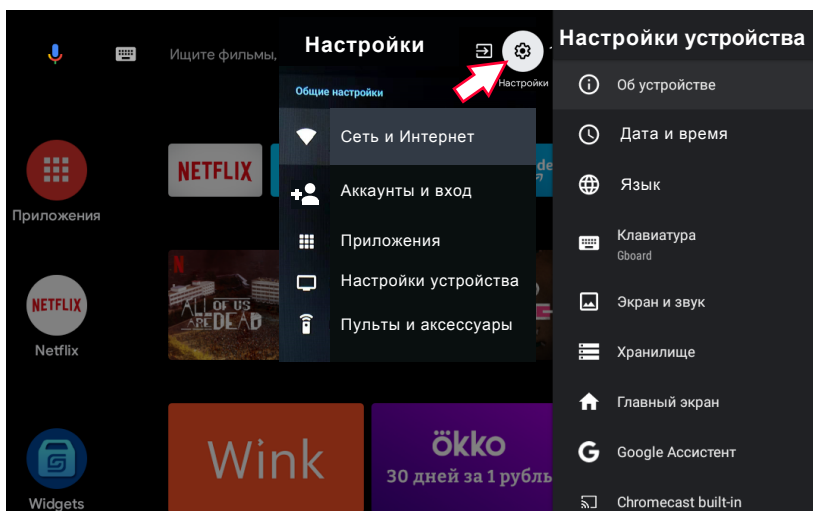 Ищите фильмы,
Настройки
Настройки
Общие настройки
Сеть и Интернет
Аккаунты и вход
Приложения
Настройки устройства
Пульты и аксессуары
Настройки устройства
Об устройстве
Дата и время
Язык
Клавиатура
Gboard
Экран и звук
Хранилище
Главный экран
Google Ассистент
Chromecast built-in
Приложения
NETFLIX
de
NETFLIX
Netflix
N
ALL OF US
ARE DEAD
Widgets
Wink
ökko
30 дней за 1 рубль